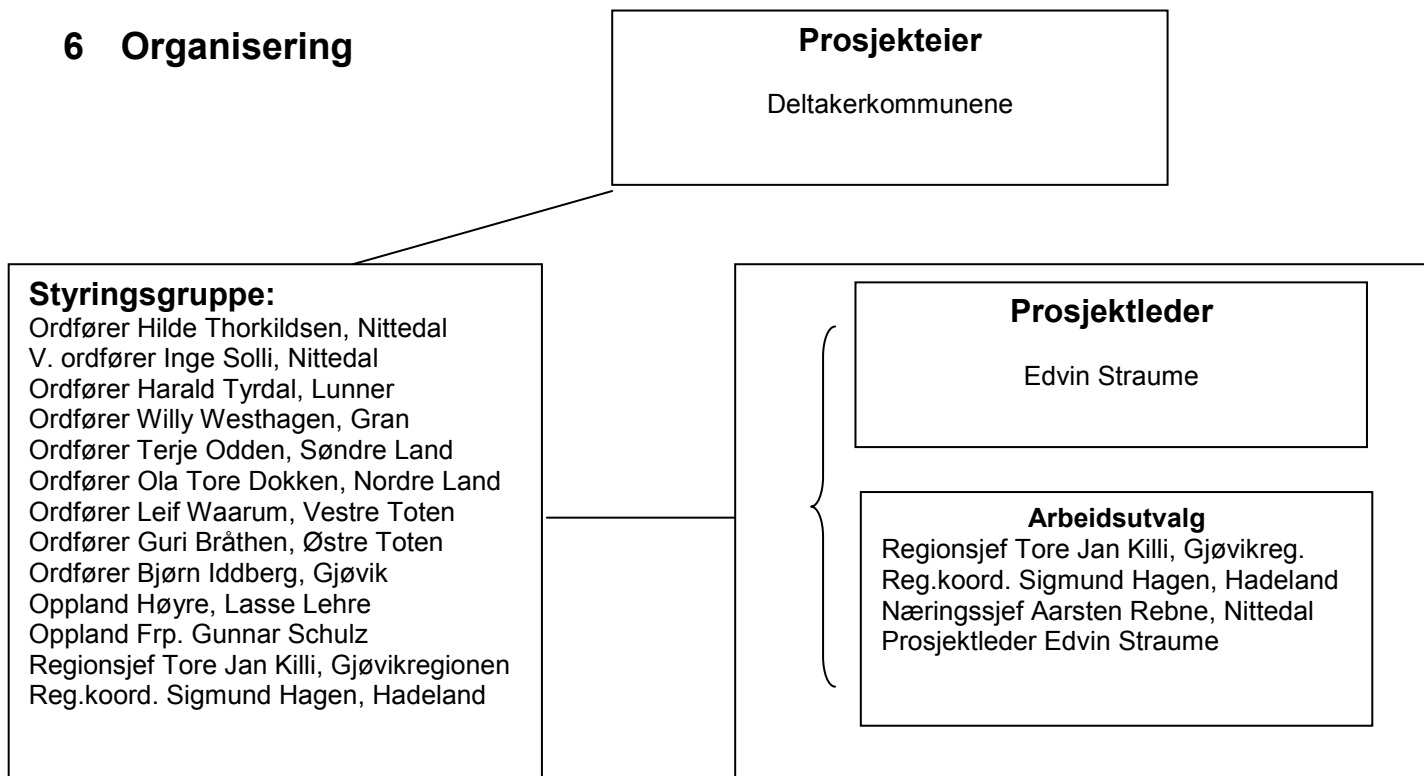 6 Organisering
Prosjekteier
Deltakerkommunene
Styringsgruppe:
Ordfører Hilde Thorkildsen, Nittedal
V. ordfører Inge Solli, Nittedal
Ordfører Harald Tyrdal, Lunner
Ordfører Willy Westhagen, Gran
Ordfører Terje Odden, Søndre Land
Ordfører Ola Tore Dokken, Nordre Land
Ordfører Leif Waarum, Vestre Toten
Ordfører Guri Bråthen, Østre Toten
Ordfører Bjørn Iddberg, Gjøvik
Oppland Høyre, Lasse Lehre
Oppland Frp. Gunnar Schulz
Regionsjef Tore Jan Killi, Gjøvikregionen
Reg.koord. Sigmund Hagen, Hadeland
Prosjektleder
Edvin Straume
Arbeidsutvalg
Regionsjef Tore Jan Killi, Gjøvikreg.
Reg.koord. Sigmund Hagen, Hadeland
Næringssjef Aarsten Rebne, Nittedal
Prosjektleder Edvin Straume